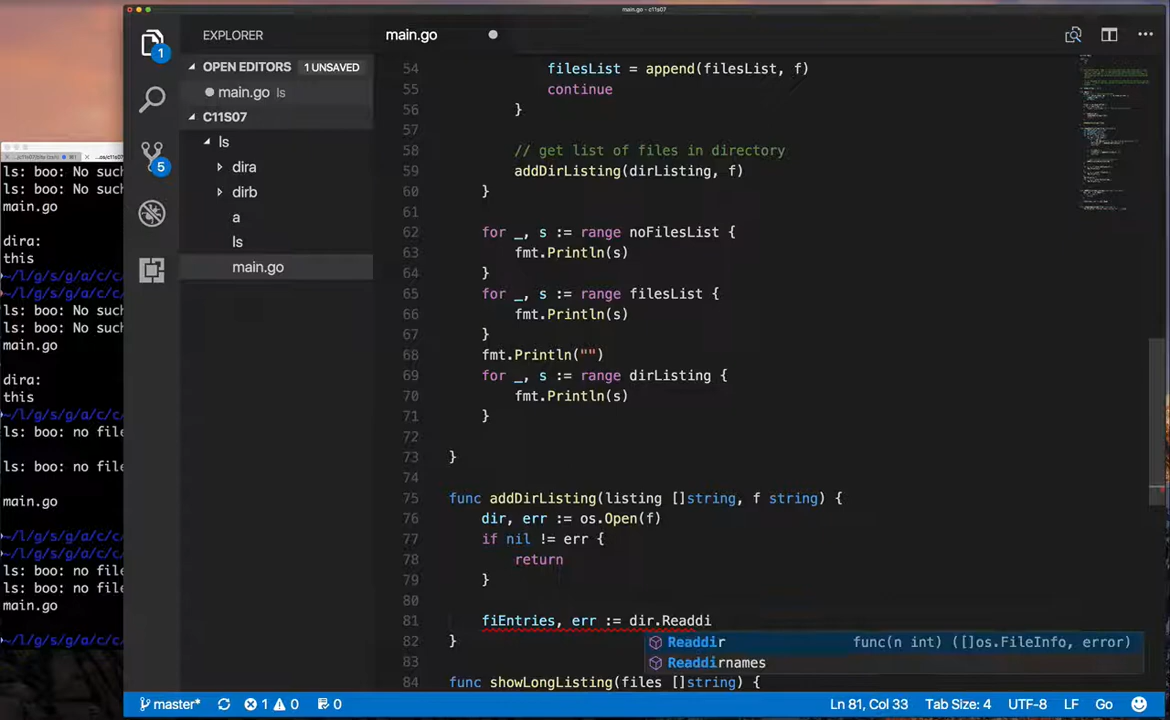 main.go - c11s07
EXPLORER
main.go
OPEN EDITORS 1 UNSAVED
main.go ls
C11S07
ls
dira
dirb
a
ls
main.go
1
5
ls: boo: No such
ls: boo: No such
main.go
dira:
this
~/l/g/s/g/a/c/c
~/l/g/s/g/a/c/c
ls: boo: No such
ls: boo: No such
main.go
dira:
this
~/l/g/s/g/a/c/c
ls: boo: no file
ls: boo: no file
main.go
~/l/g/s/g/a/c/c
~/l/g/s/g/a/c/c
ls: boo: no file
ls: boo: no file
main.go
~/l/g/s/g/a/c/c
54 filesList = append(filesList, f)
55 continue
56 }
57
58 // get list of files in directory
59 addDirListing(dirListing, f)
60 }
61
62 for _, s := range noFilesList {
63 fmt.Println(s)
64 }
65 for _, s := range filesList {
66 fmt.Println(s)
67 }
68 fmt.Println("")
69 for _, s := range dirListing {
70 fmt.Println(s)
71 }
72
73 }
74
75 func addDirListing(listing []string, f string) {
76 dir, err := os.Open(f)
77 if nil != err {
78 return
79 }
80
81 fiEntries, err := dir.Readdi
82 }
Readdir func(n int) ([]os.FileInfo, error)
Readdirnames
83
84 func showLongListing(files []string) {
master* 1 0 0 Ln 81, Col 33 Tab Size: 4 UTF-8 LF Go